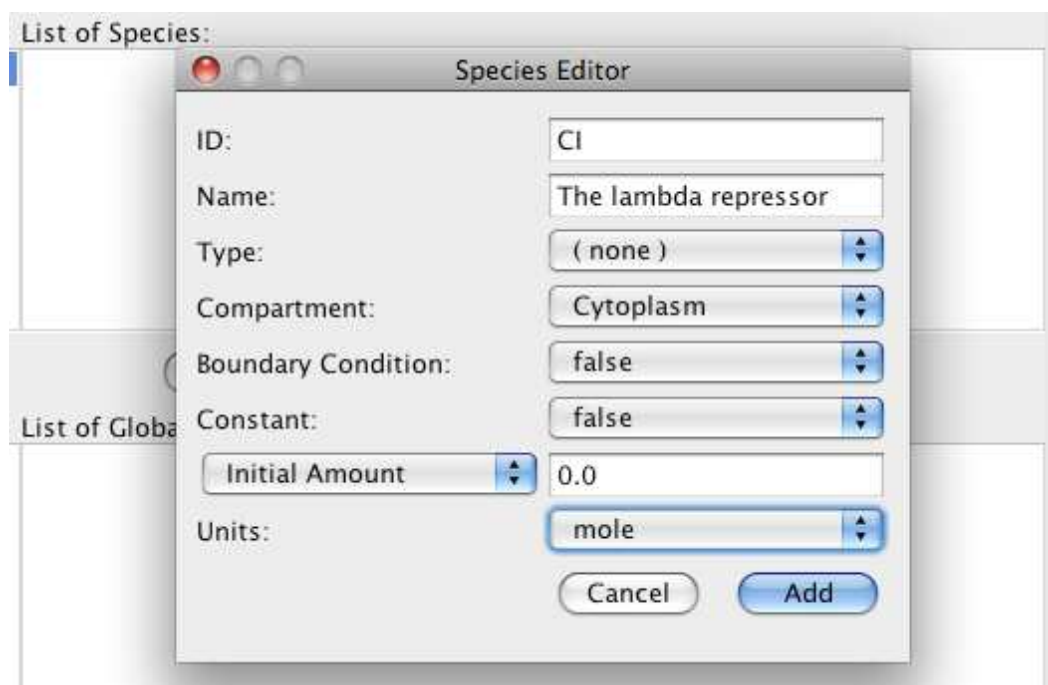 List of Species:
Species Editor
ID: CI
Name: The lambda repressor
Type: ( none )
Compartment: Cytoplasm
Boundary Condition: false
Constant: false
List of Globa
Initial Amount 0.0
Units: mole
Cancel Add